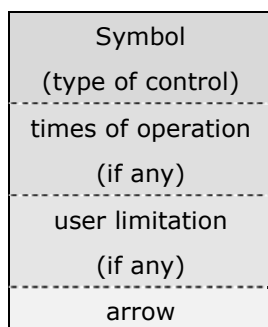 Symbol
(type of control)
times of operation
(if any)
user limitation
(if any)
arrow